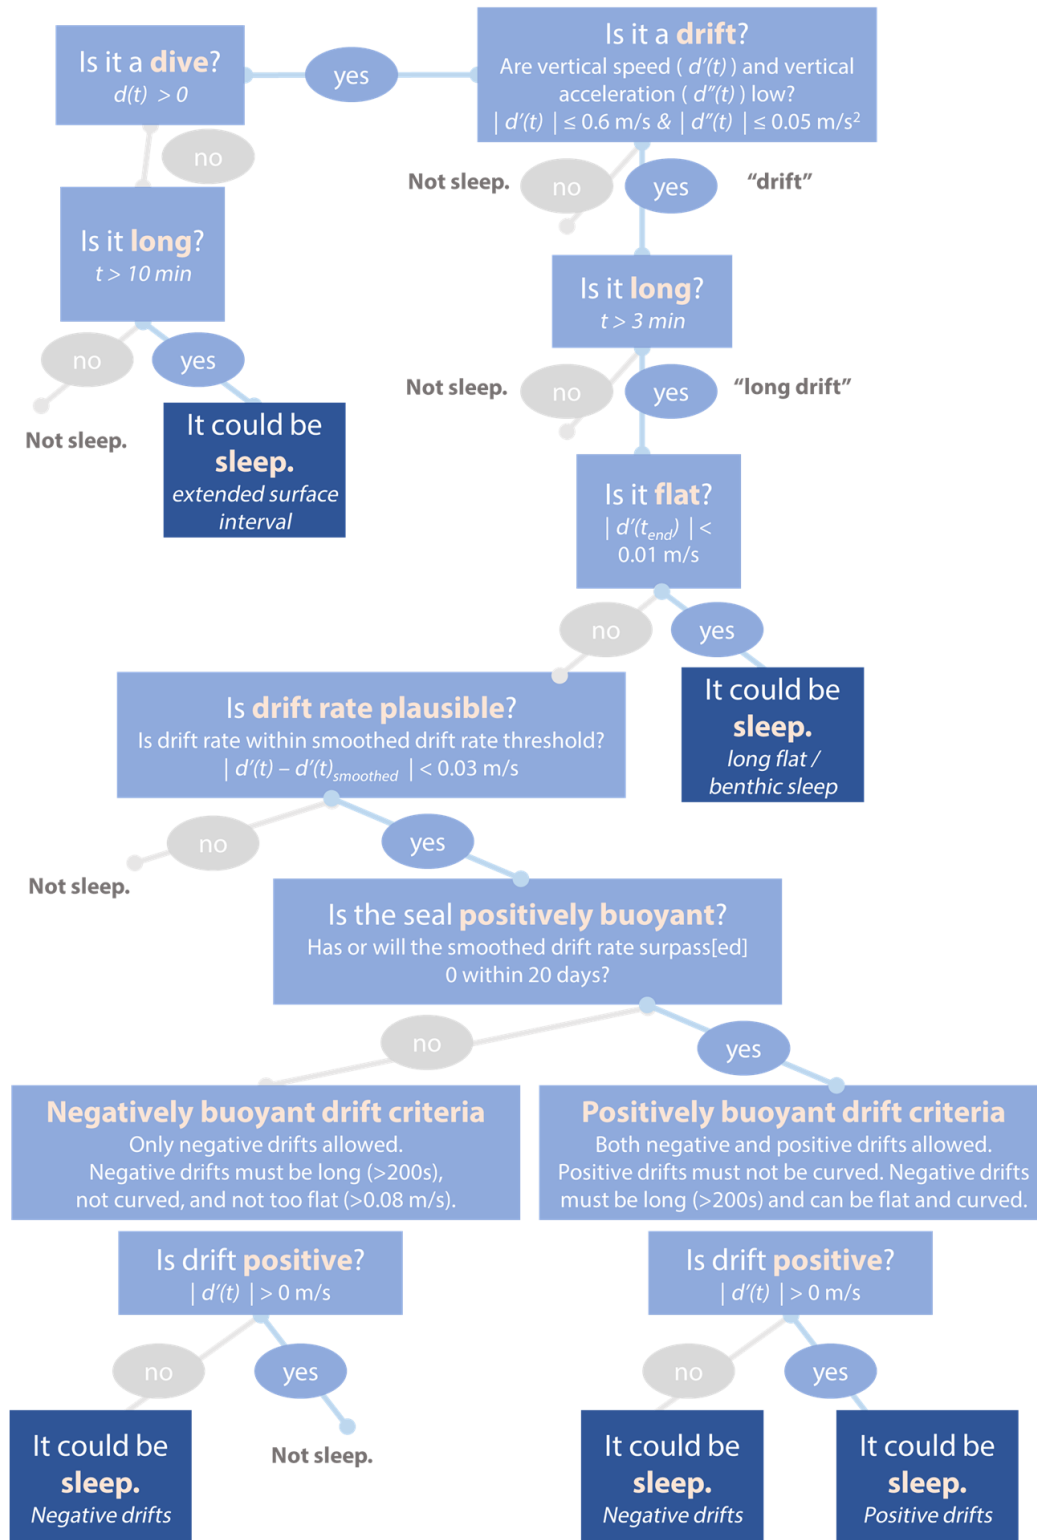 Is it a dive?
d(t) > 0
yes
Is it a drift?
Are vertical speed ( d′(t) ) and vertical
acceleration ( d″(t) ) low?
| d′(t) | ≤ 0.6 m/s & | d″(t) | ≤ 0.05 m/s²
no
Not sleep.
no
yes
“drift”
Is it long?
t > 10 min
Is it long?
t > 3 min
no
yes
Not sleep.
no
yes
“long drift”
Not sleep.
It could be
sleep.
extended surface
interval
Is it flat?
| d′(tend) | <
0.01 m/s
no
yes
It could be
sleep.
long flat /
benthic sleep
Is drift rate plausible?
Is drift rate within smoothed drift rate threshold?
| d′(t) – d′(t)smoothed | < 0.03 m/s
no
yes
Not sleep.
Is the seal positively buoyant?
Has or will the smoothed drift rate surpass[ed]
0 within 20 days?
no
yes
Negatively buoyant drift criteria
Only negative drifts allowed.
Negative drifts must be long (>200s),
not curved, and not too flat (>0.08 m/s).
Positively buoyant drift criteria
Both negative and positive drifts allowed.
Positive drifts must not be curved. Negative drifts
must be long (>200s) and can be flat and curved.
Is drift positive?
| d′(t) | > 0 m/s
no
yes
It could be
sleep.
Negative drifts
Not sleep.
Is drift positive?
| d′(t) | > 0 m/s
no
yes
It could be
sleep.
Negative drifts
It could be
sleep.
Positive drifts